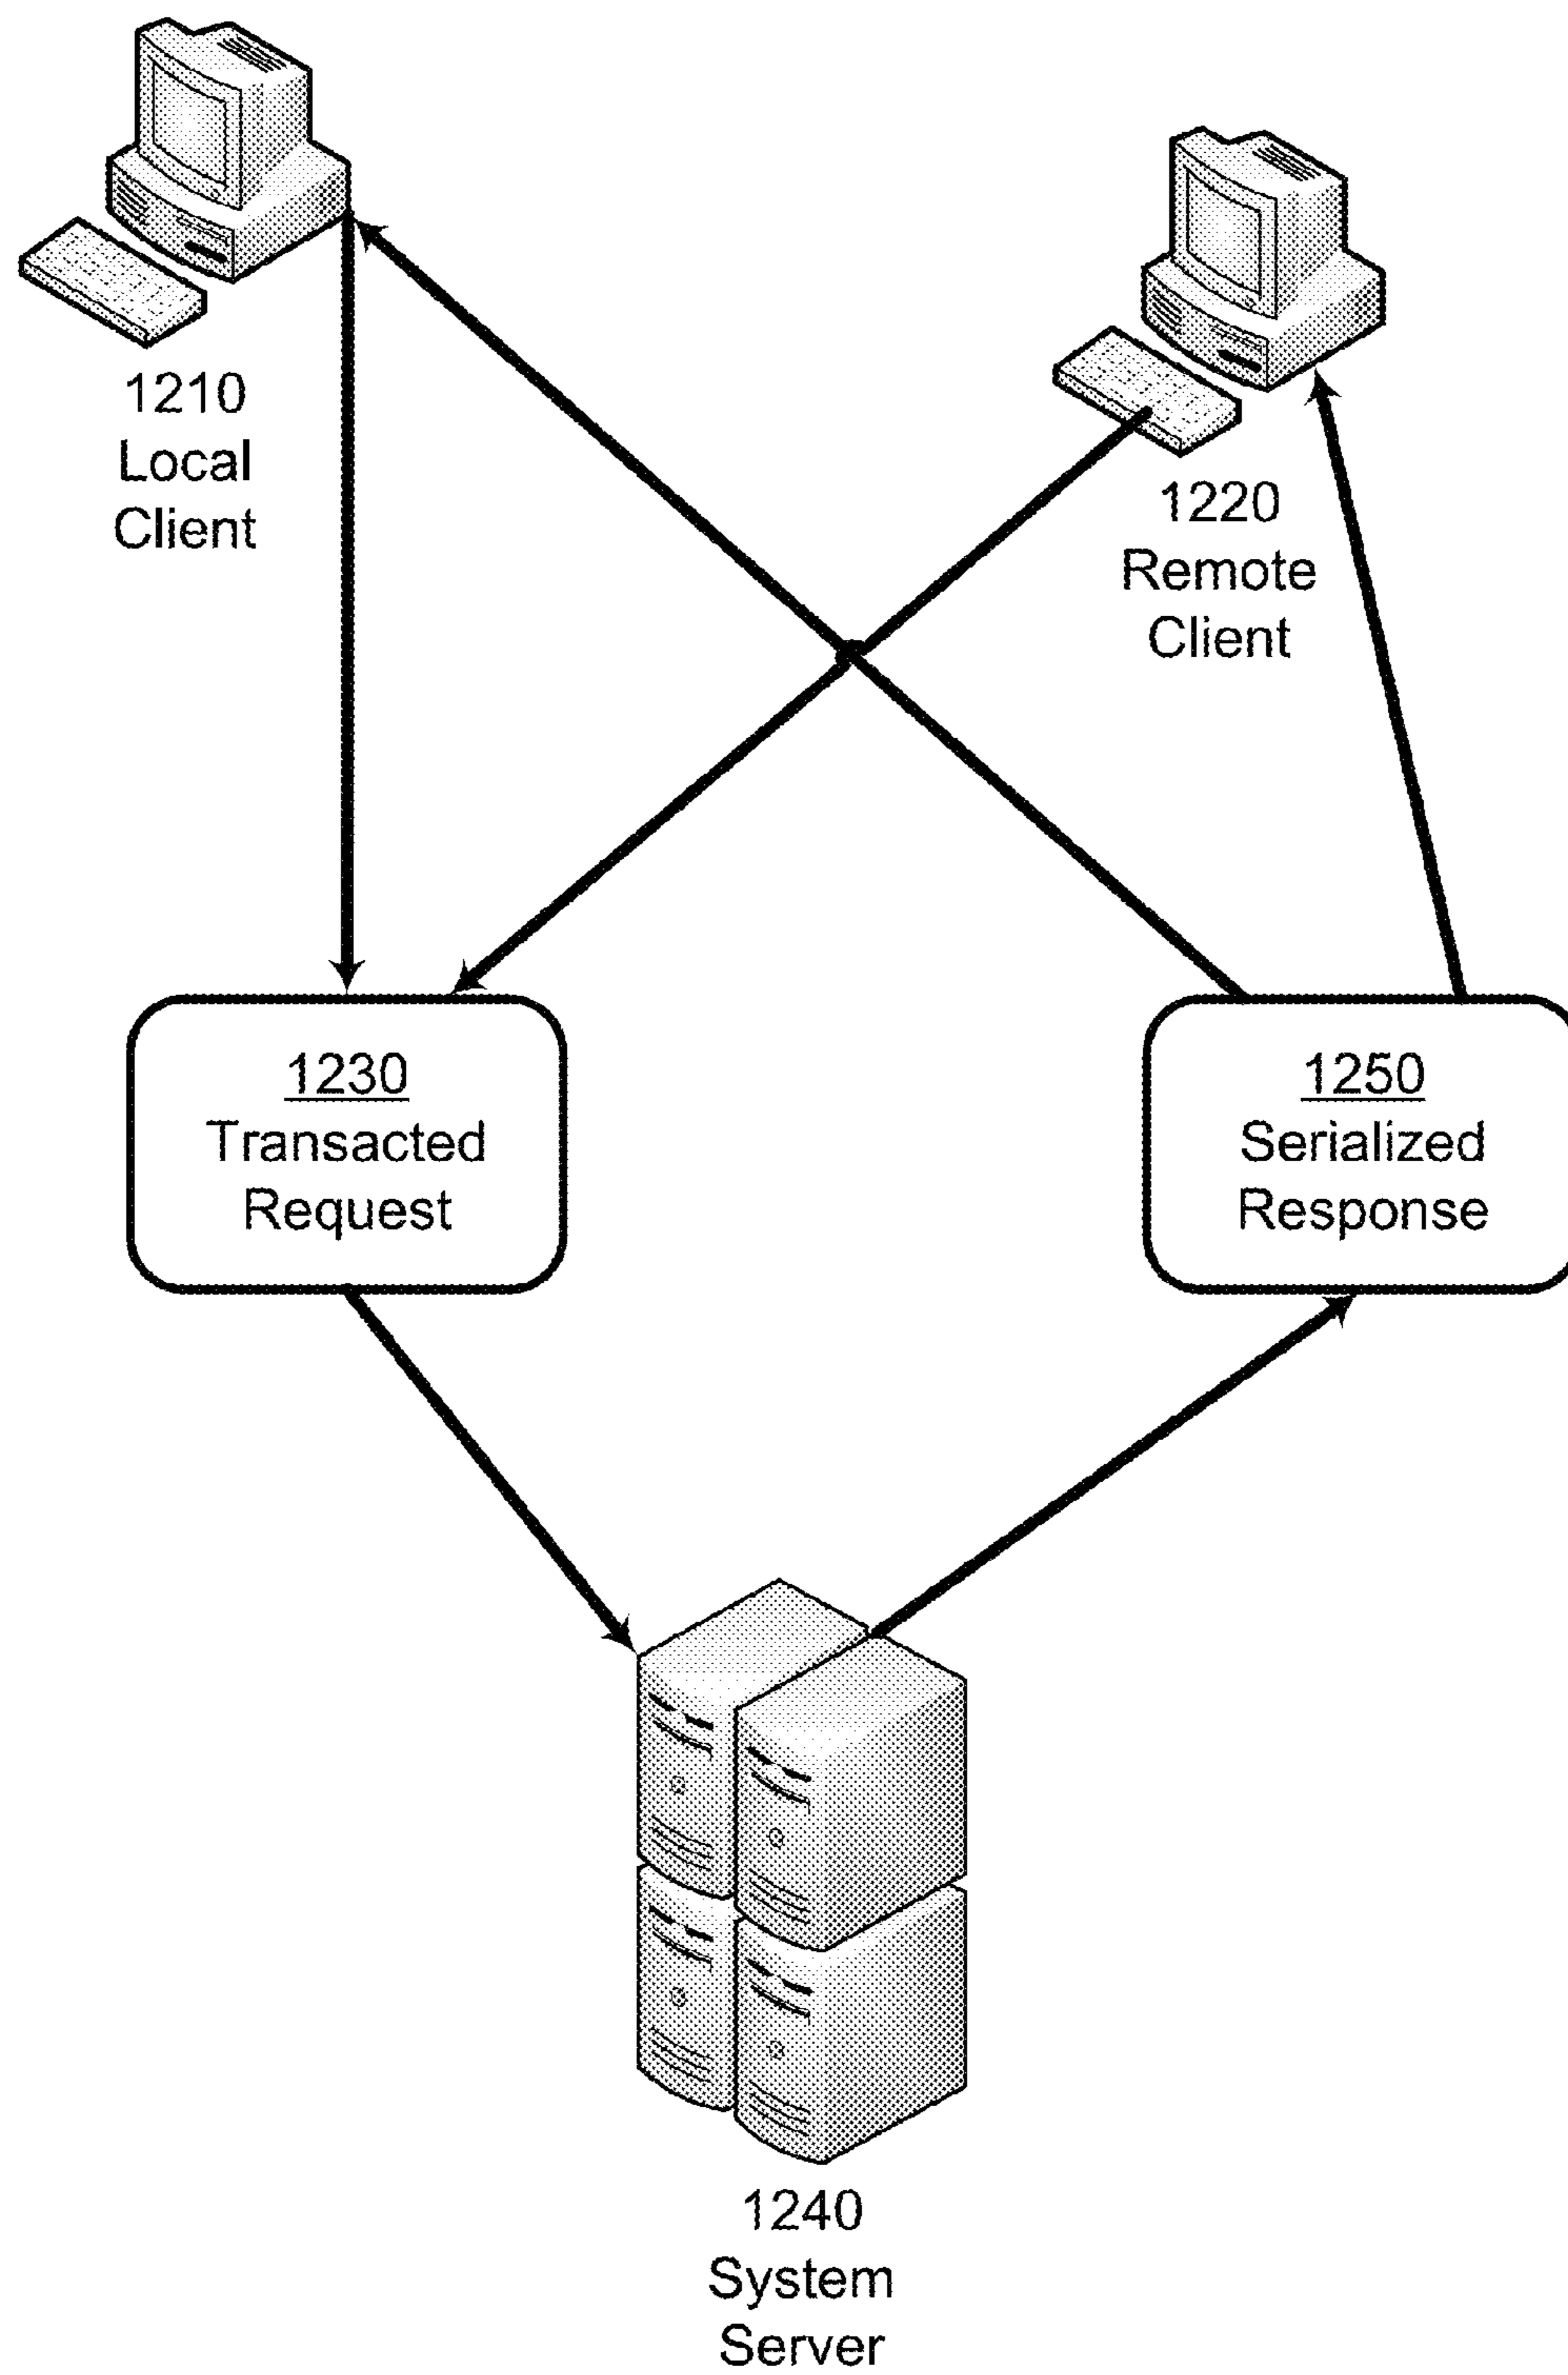 1210
Local
Client
1220
Remote
Client
1230
Transacted
Request
1250
Serialized
Response
1240
System
Server